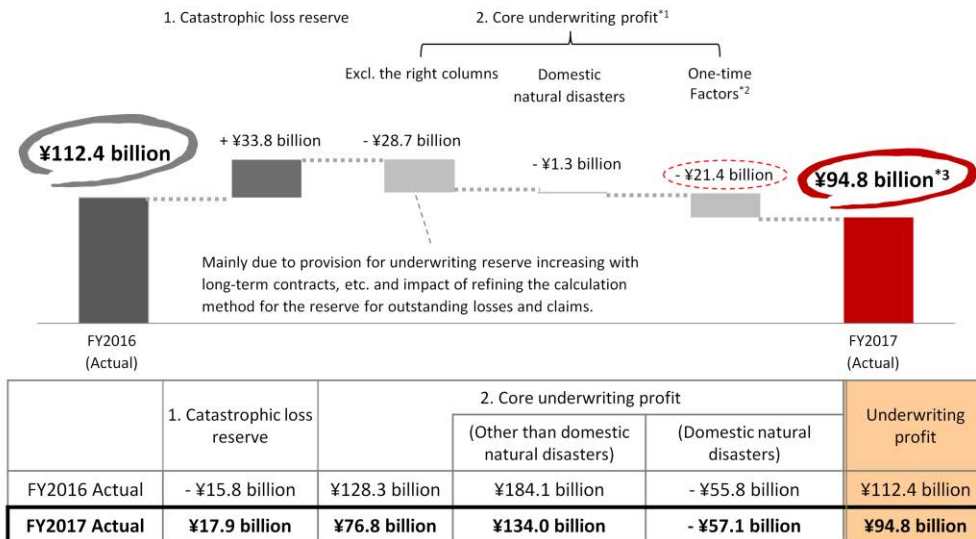 1. Catastrophic loss reserve
2. Core underwriting profit*1
Excl. the right columns
Domestic
natural disasters
One-time
Factors*2
¥112.4 billion
+ ¥33.8 billion
- ¥28.7 billion
- ¥1.3 billion
- ¥21.4 billion
¥94.8 billion*3
Mainly due to provision for underwriting reserve increasing with
long-term contracts, etc. and impact of refining the calculation
method for the reserve for outstanding losses and claims.
FY2016
(Actual)
FY2017
(Actual)
1. Catastrophic loss
reserve
2. Core underwriting profit
(Other than domestic
natural disasters)
(Domestic natural
disasters)
Underwriting
profit
FY2016 Actual - ¥15.8 billion ¥128.3 billion ¥184.1 billion - ¥55.8 billion ¥112.4 billion
FY2017 Actual ¥17.9 billion ¥76.8 billion ¥134.0 billion - ¥57.1 billion ¥94.8 billion